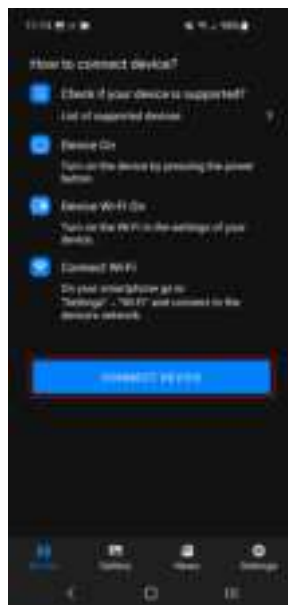 How to connect device?
Check if your device is supported?
List of supported devices
Device On
Turn on the device by pressing the power
button.
Device Wi-Fi On
Turn on the Wi-Fi in the settings of your
device.
Connect Wi-Fi
On your smartphone go to
"Settings" - "Wi-Fi" and connect to the
device's network.
CONNECT DEVICE
Gallery
News
Settings